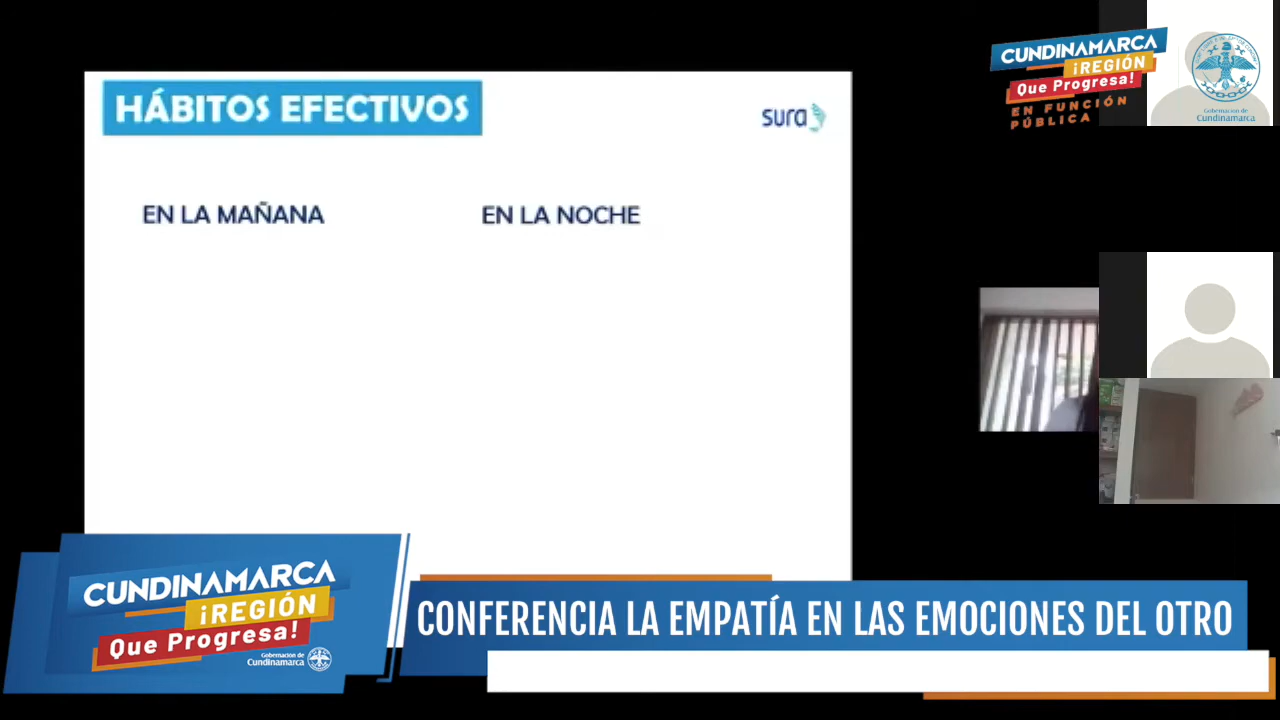 HÁBITOS EFECTIVOS
sura
EN LA MAÑANA
EN LA NOCHE
CUNDINAMARCA
¡REGIÓN
Que Progresa!
EN FUNCIÓN
PÚBLICA
Gobernación de
Cundinamarca
CUNDINAMARCA
¡REGIÓN
Que Progresa!
Gobernación de
Cundinamarca
CONFERENCIA LA EMPATÍA EN LAS EMOCIONES DEL OTRO